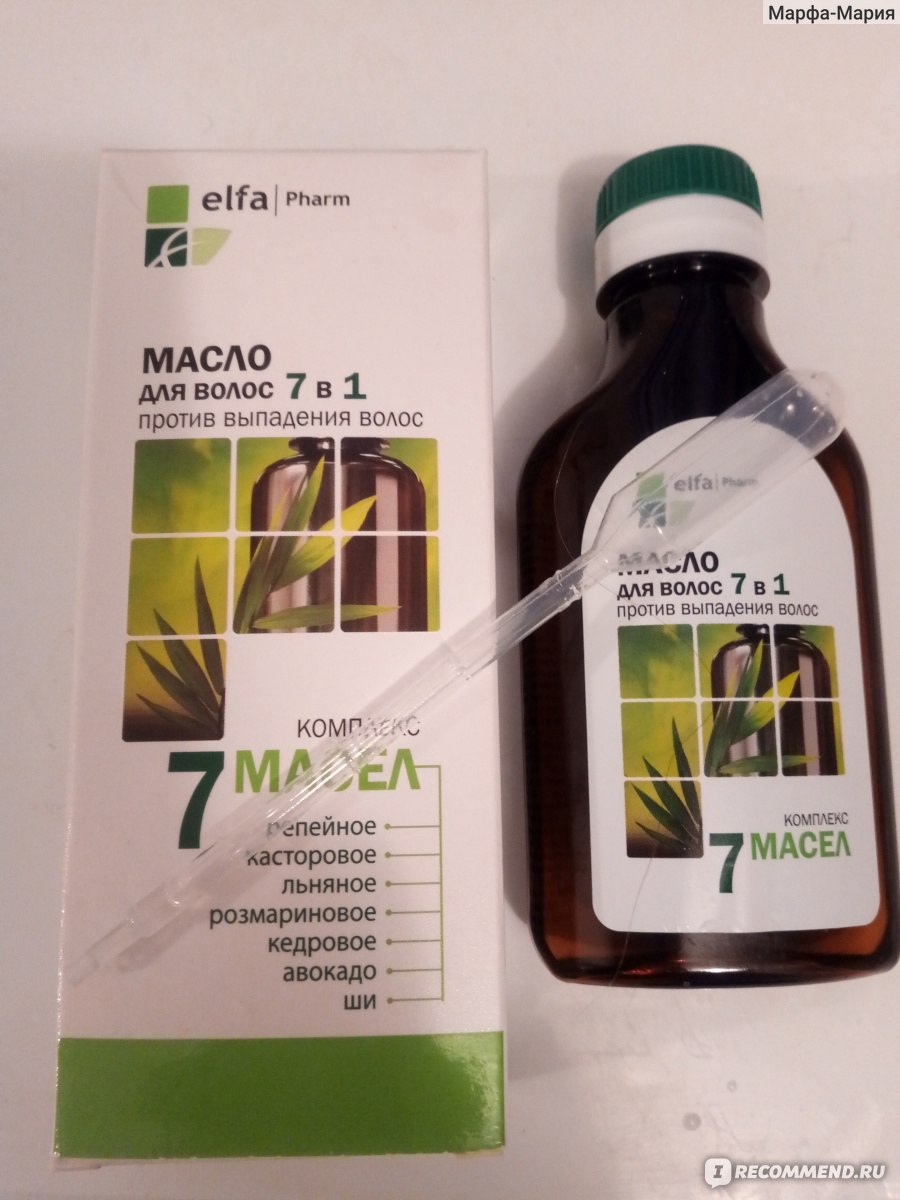 Марфа-Мария
elfa Pharm
МАСЛО
для волос 7 в 1
против выпадения волос
КОМПЛЕКС
7 МАСЕЛ
репейное
касторовое
льняное
розмариновое
кедровое
авокадо
ши
elfa Pharm
МАСЛО
для волос 7 в 1
против выпадения волос
КОМПЛЕКС
7 МАСЕЛ
IRECOMMEND.RU